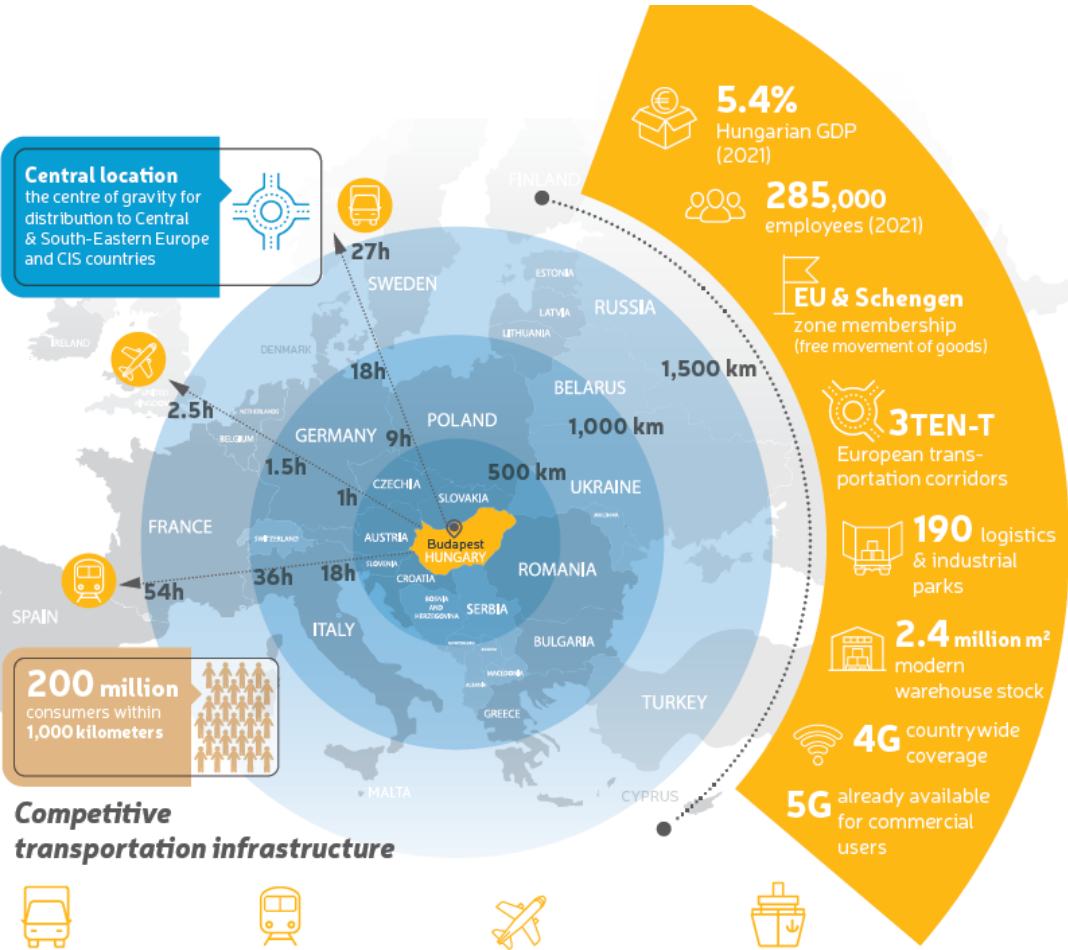 5.4%
Hungarian GDP
(2021)
285,000
employees (2021)
EU & Schengen
zone membership
(free movement of goods)
3 TEN-T
European trans-
portation corridors
190 logistics
& industrial
parks
2.4 million m²
modern
warehouse stock
4G countrywide
coverage
5G already available
for commercial
users
Central location
the centre of gravity for
distribution to Central
& South-Eastern Europe
and CIS countries
27h
18h
9h
2.5h
1.5h
1h
54h
36h
18h
1,500 km
1,000 km
500 km
FINLAND
SWEDEN
ESTONIA
LATVIA
LITHUANIA
RUSSIA
IRELAND
DENMARK
NETHERLANDS
BELGIUM
GERMANY
POLAND
BELARUS
CZECHIA
SLOVAKIA
UKRAINE
FRANCE
SWITZERLAND
AUSTRIA
Budapest
HUNGARY
SLOVENIA
CROATIA
ROMANIA
BOSNIA
AND
HERZEGOVINA
SERBIA
SPAIN
ITALY
BULGARIA
MACEDONIA
GREECE
TURKEY
MALTA
CYPRUS
200 million
consumers within
1,000 kilometers
Competitive
transportation infrastructure